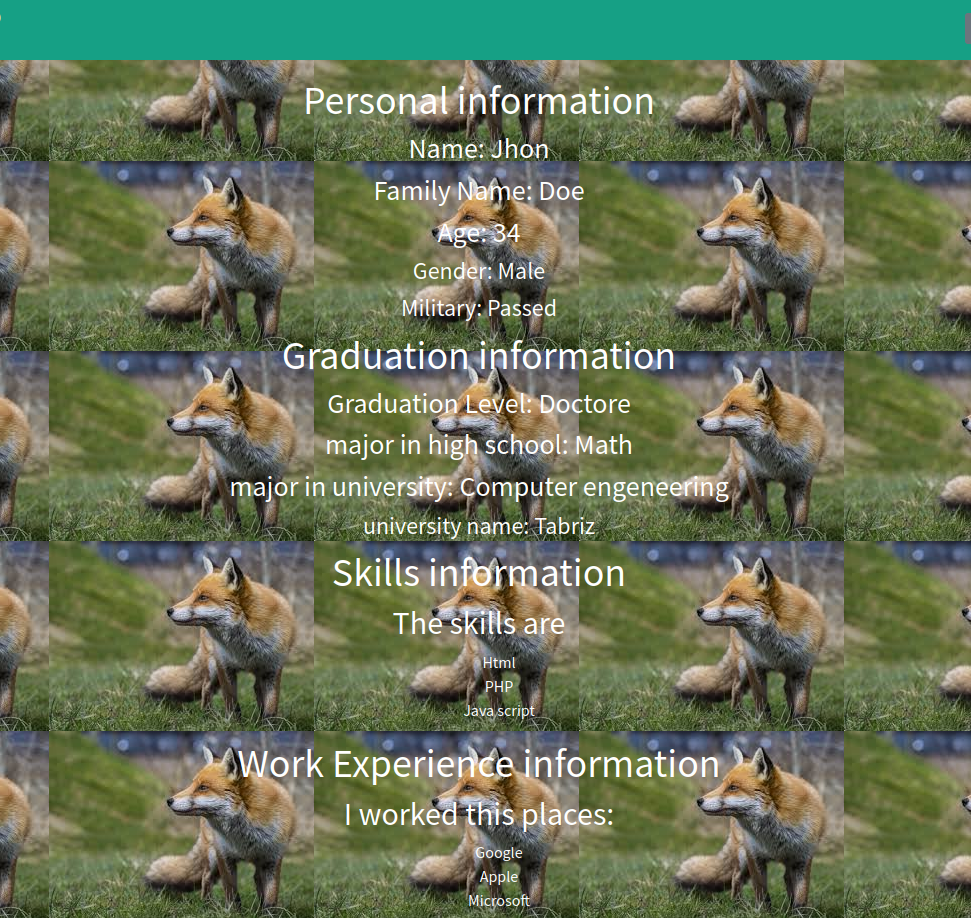 Personal information
Name: Jhon
Family Name: Doe
Age: 34
Gender: Male
Military: Passed
Graduation information
Graduation Level: Doctore
major in high school: Math
major in university: Computer engeneering
university name: Tabriz
Skills information
The skills are
Html
PHP
Java script
Work Experience information
I worked this places:
Google
Apple
Microsoft